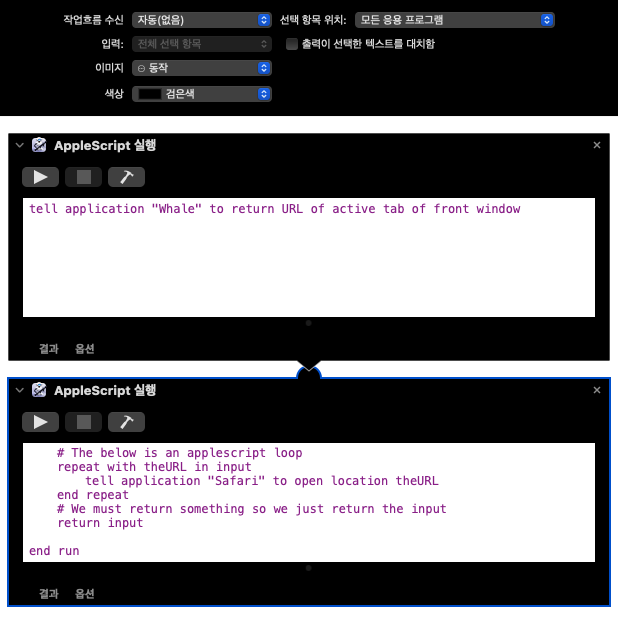 작업흐름 수신 자동(없음) 선택 항목 위치: 모든 응용 프로그램
입력: 전체 선택 항목 출력이 선택한 텍스트를 대치함
이미지 동작
색상 검은색
AppleScript 실행
tell application "Whale" to return URL of active tab of front window
결과 옵션
AppleScript 실행
# The below is an applescript loop
repeat with theURL in input
tell application "Safari" to open location theURL
end repeat
# We must return something so we just return the input
return input
end run
결과 옵션